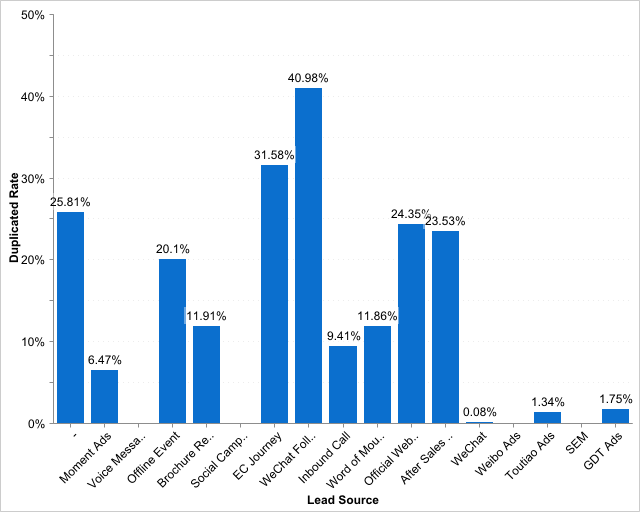 50%
40%
30%
20%
10%
0%
Duplicated Rate
25.81%
6.47%
20.1%
11.91%
31.58%
40.98%
9.41%
11.86%
24.35%
23.53%
0.08%
1.34%
1.75%
-
Moment Ads
Voice Messa..
Offline Event
Brochure Re..
Social Camp..
EC Journey
WeChat Foll..
Inbound Call
Word of Mou..
Official Web..
After Sales ..
WeChat
Weibo Ads
Toutiao Ads
SEM
GDT Ads
Lead Source